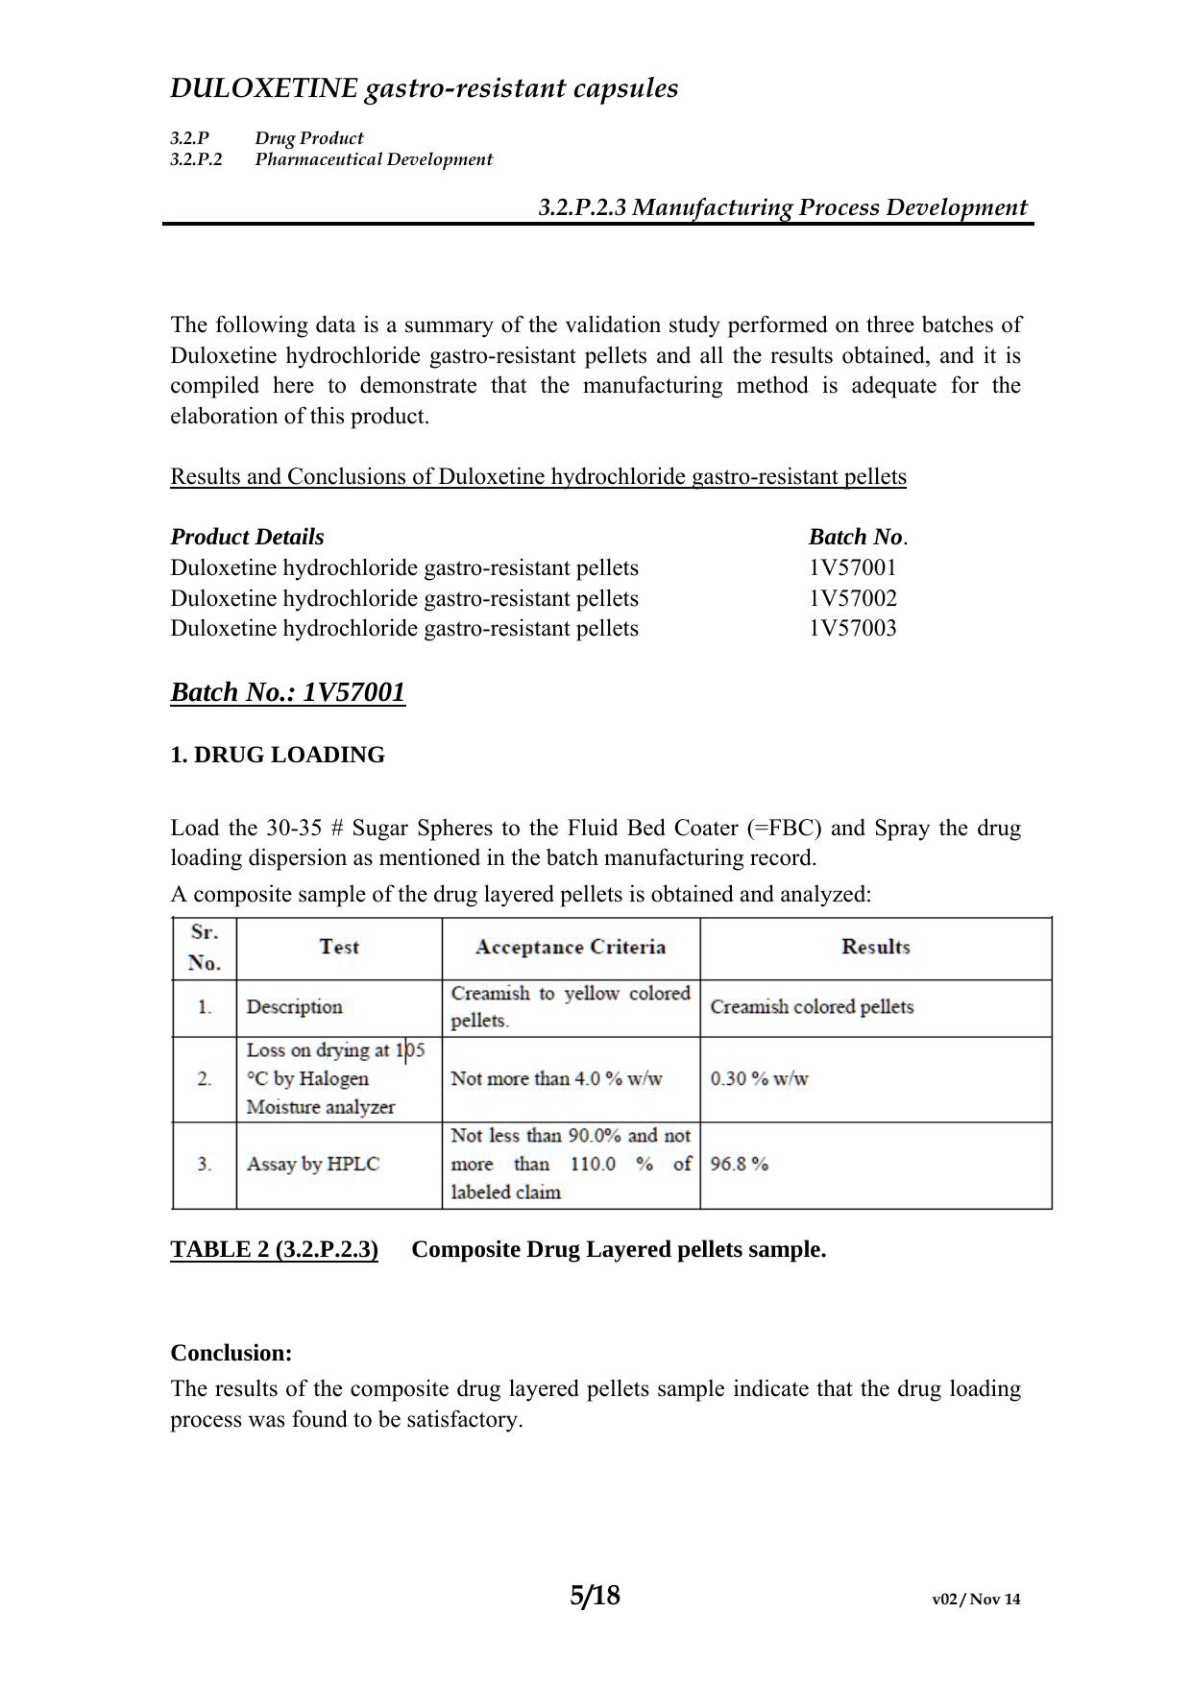 DULOXETINE gastro-resistant capsules
3.2.P Drug Product
3.2.P.2 Pharmaceutical Development
3.2.P.2.3 Manufacturing Process Development
The following data is a summary of the validation study performed on three batches of
Duloxetine hydrochloride gastro-resistant pellets and all the results obtained, and it is
compiled here to demonstrate that the manufacturing method is adequate for the
elaboration of this product.
Results and Conclusions of Duloxetine hydrochloride gastro-resistant pellets
Product Details Batch No.
Duloxetine hydrochloride gastro-resistant pellets 1V57001
Duloxetine hydrochloride gastro-resistant pellets 1V57002
Duloxetine hydrochloride gastro-resistant pellets 1V57003
Batch No.: 1V57001
1. DRUG LOADING
Load the 30-35 # Sugar Spheres to the Fluid Bed Coater (=FBC) and Spray the drug
loading dispersion as mentioned in the batch manufacturing record.
A composite sample of the drug layered pellets is obtained and analyzed:
Sr.
No.
Test
Acceptance Criteria
Results
1.
Description
Creamish to yellow colored
pellets.
Creamish colored pellets
2.
Loss on drying at 105
°C by Halogen
Moisture analyzer
Not more than 4.0 % w/w
0.30 % w/w
3.
Assay by HPLC
Not less than 90.0% and not
more than 110.0 % of
labeled claim
96.8 %
TABLE 2 (3.2.P.2.3) Composite Drug Layered pellets sample.
Conclusion:
The results of the composite drug layered pellets sample indicate that the drug loading
process was found to be satisfactory.
5/18
v02 / Nov 14